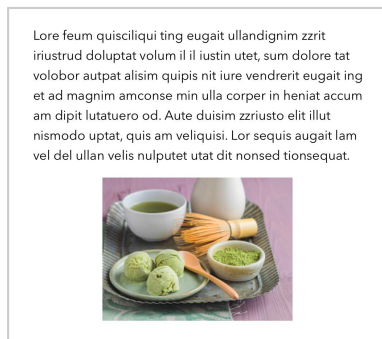 Lore feum quisciliqui ting eugait ullandignim zzrit
iriustrud doluptat volum il il iustin utet, sum dolore tat
volobor autpat alisim quipis nit iure vendrerit eugait ing
et ad magnim amconse min ulla corper in heniat accum
am dipit lutatuero od. Aute duisim zzriusto elit illut
nismodo uptat, quis am veliquisi. Lor sequis augait lam
vel del ullan velis nulputet utat dit nonsed tionsequat.